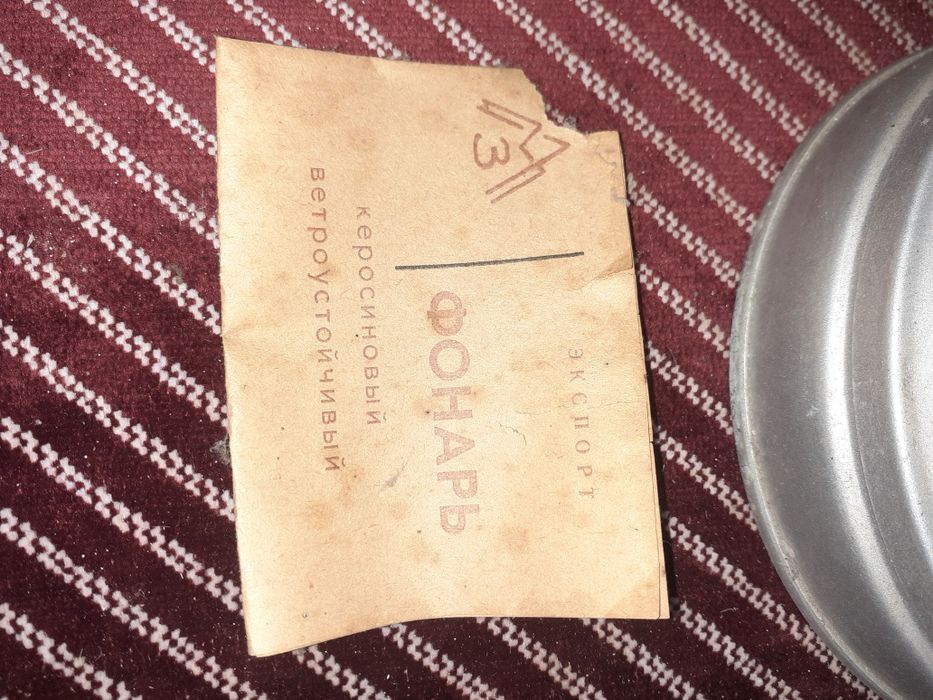 ЭКСПОРТ
З
ФОНАРЬ
керосиновый
ветроустойчивый